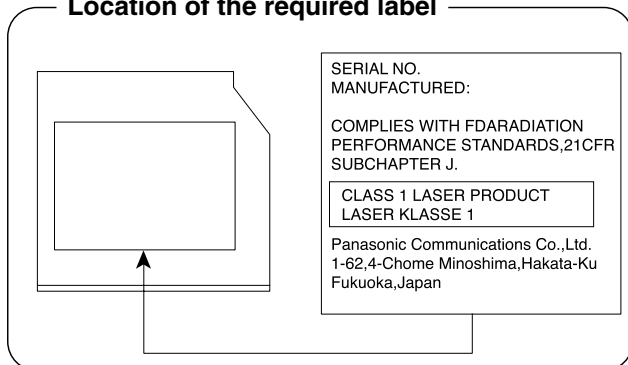 Location of the required label
SERIAL NO.
MANUFACTURED:
COMPLIES WITH FDARADIATION
PERFORMANCE STANDARDS,21CFR
SUBCHAPTER J.
CLASS 1 LASER PRODUCT
LASER KLASSE 1
Panasonic Communications Co.,Ltd.
1-62,4-Chome Minoshima,Hakata-Ku
Fukuoka,Japan